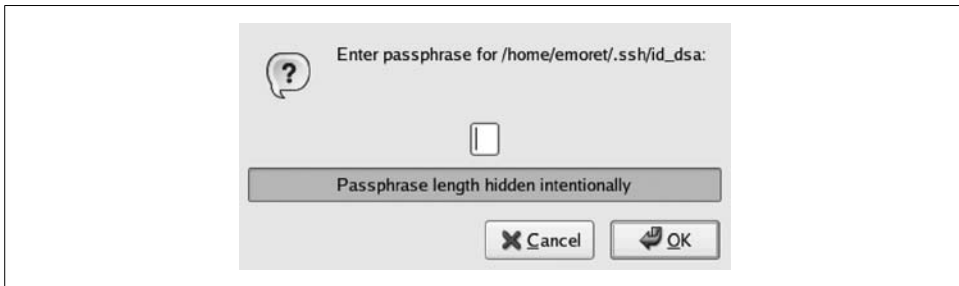 Enter passphrase for /home/emoret/.ssh/id_dsa:
Passphrase length hidden intentionally
Cancel
OK